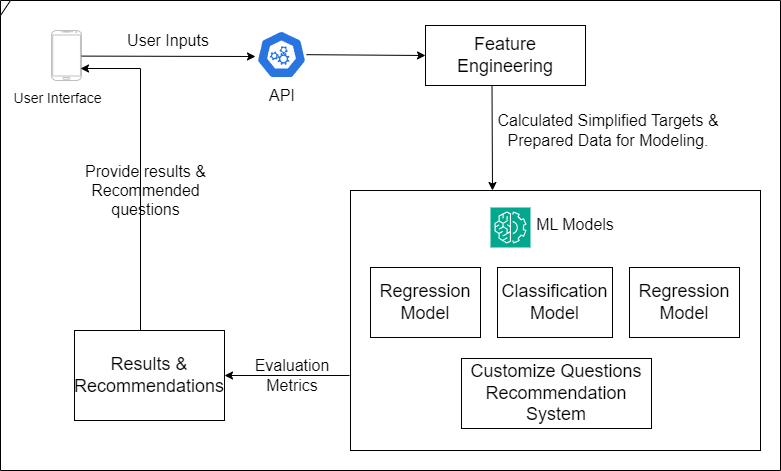 User Inputs
User Interface
API
Feature
Engineering
Calculated Simplified Targets &
Prepared Data for Modeling.
Provide results &
Recommended
questions
ML Models
Regression
Model
Classification
Model
Regression
Model
Results &
Recommendations
Evaluation
Metrics
Customize Questions
Recommendation
System